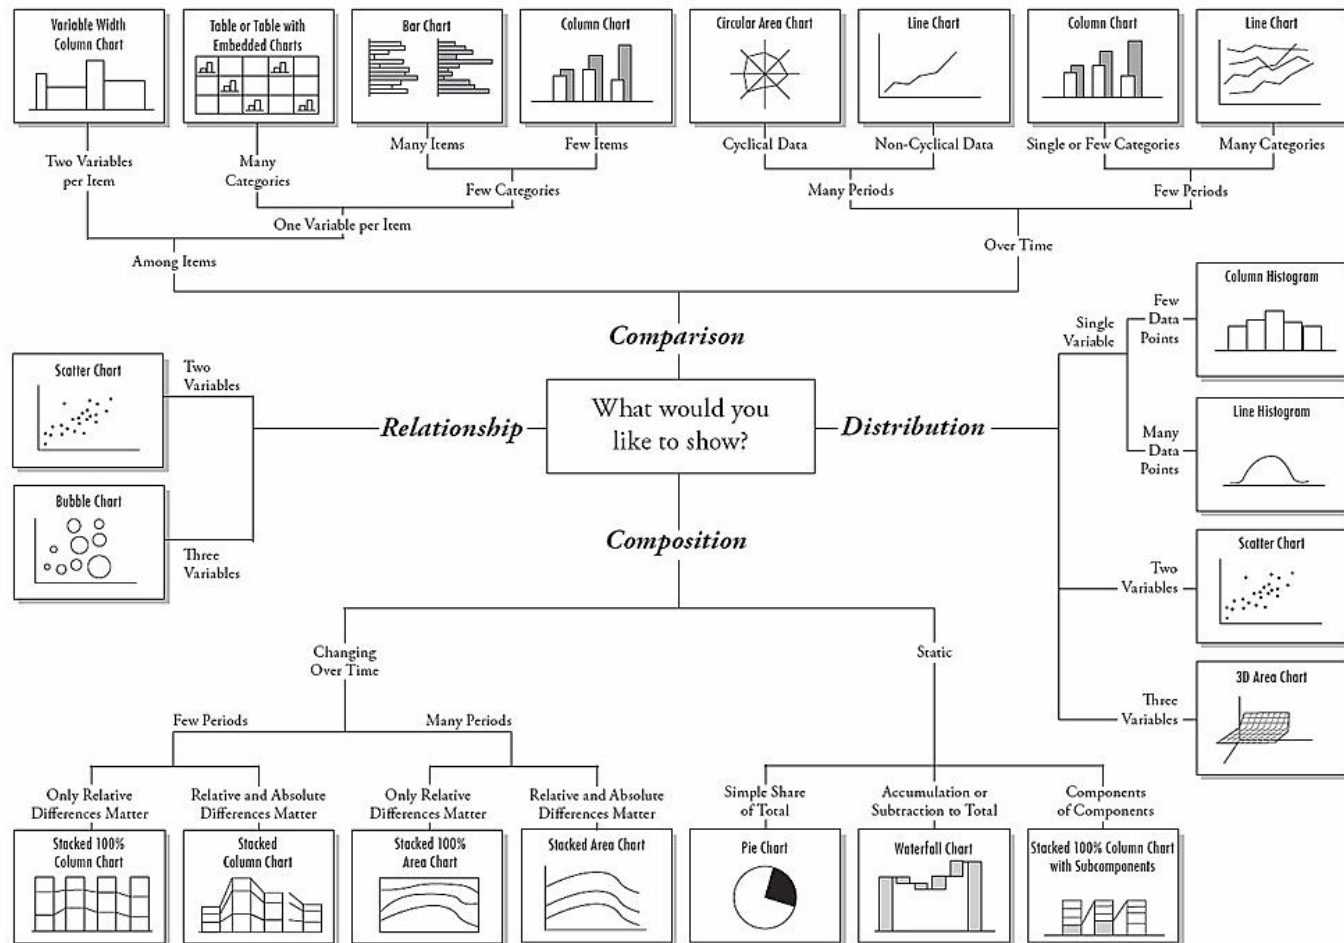 Variable Width
Column Chart
Table or Table with
Embedded Charts
Bar Chart
Column Chart
Circular Area Chart
Line Chart
Column Chart
Line Chart
Two Variables
per Item
Many
Categories
Many Items
Few Items
Cyclical Data
Non-Cyclical Data
Single or Few Categories
Many Categories
Few Categories
Many Periods
Few Periods
One Variable per Item
Among Items
Over Time
Comparison
What would you
like to show?
Relationship
Two
Variables
Scatter Chart
Three
Variables
Bubble Chart
Distribution
Single
Variable
Few
Data
Points
Column Histogram
Many
Data
Points
Line Histogram
Two
Variables
Scatter Chart
Three
Variables
3D Area Chart
Composition
Changing
Over Time
Static
Few Periods
Many Periods
Only Relative
Differences Matter
Relative and Absolute
Differences Matter
Only Relative
Differences Matter
Relative and Absolute
Differences Matter
Simple Share
of Total
Accumulation or
Subtraction to Total
Components
of Components
Stacked 100%
Column Chart
Stacked
Column Chart
Stacked 100%
Area Chart
Stacked Area Chart
Pie Chart
Waterfall Chart
Stacked 100% Column Chart
with Subcomponents